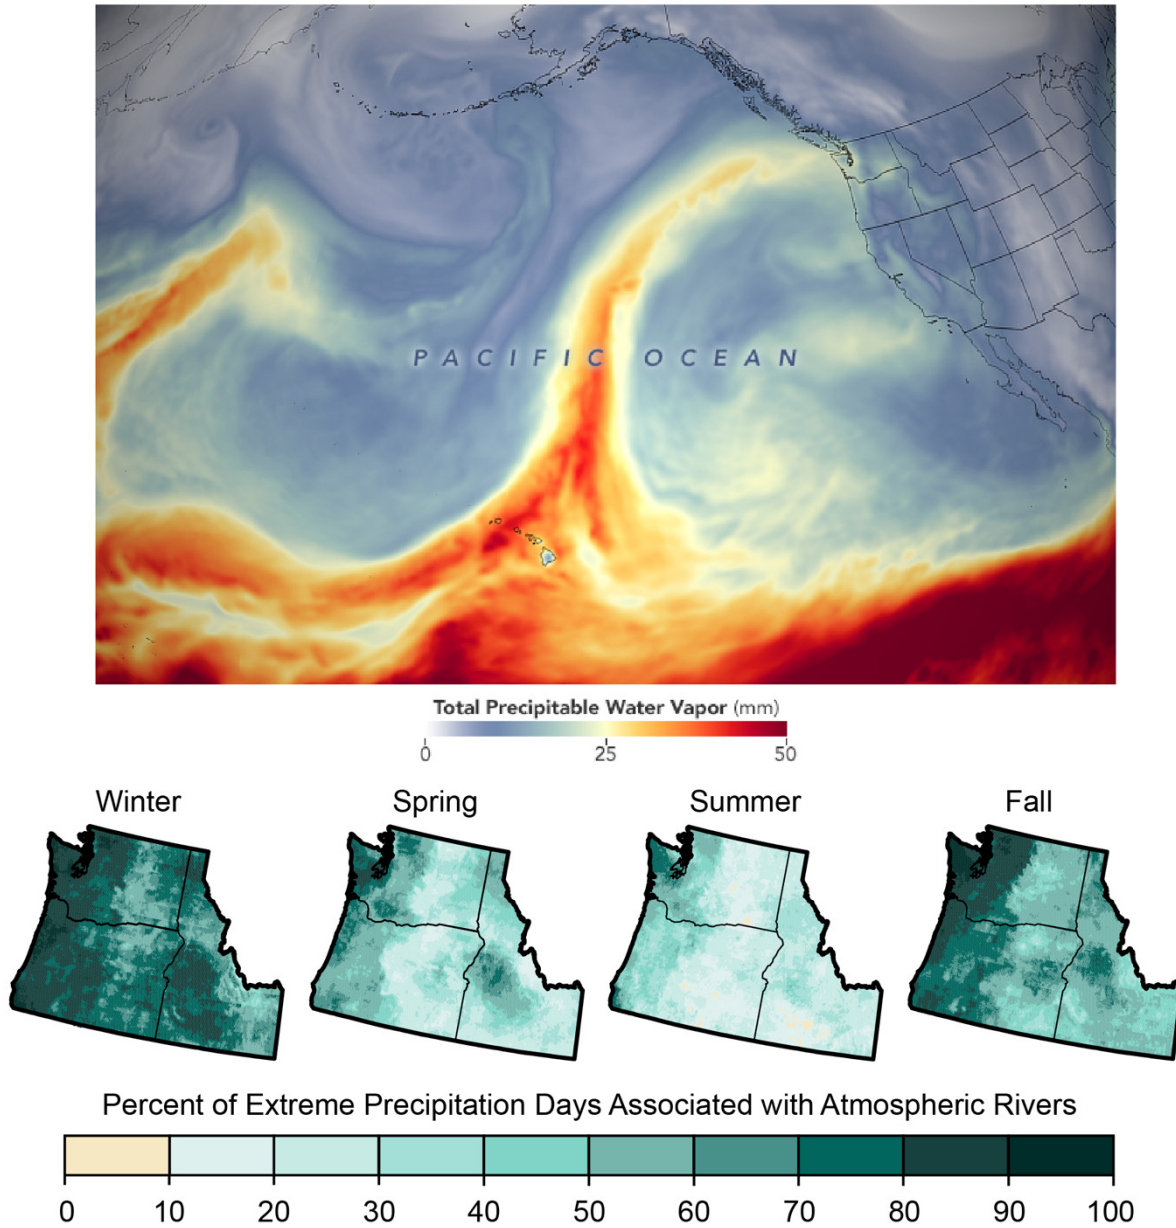 PACIFIC OCEAN
Total Precipitable Water Vapor (mm)
0 25 50
Winter Spring Summer Fall
Percent of Extreme Precipitation Days Associated with Atmospheric Rivers
0 10 20 30 40 50 60 70 80 90 100